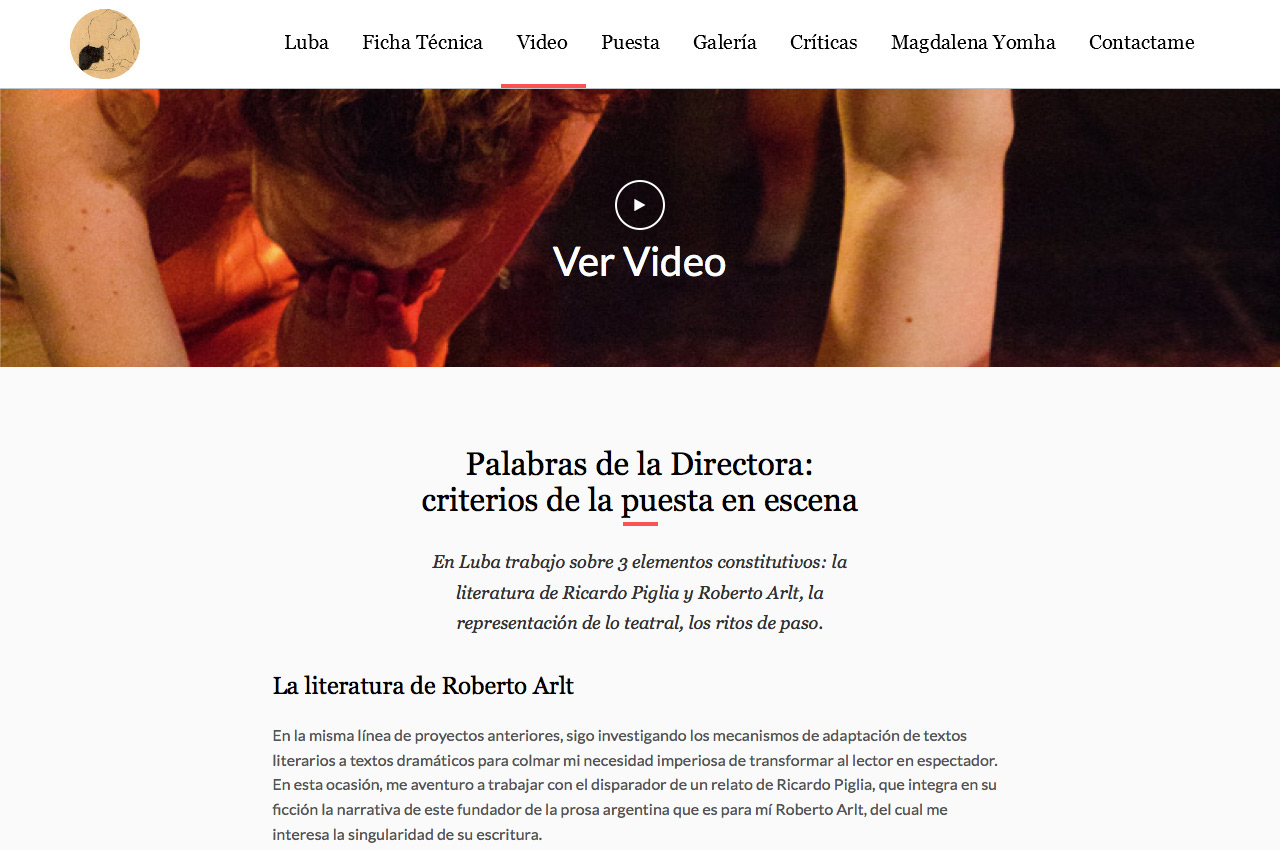 Luba Ficha Técnica Video Puesta Galería Críticas Magdalena Yomha Contactame
Ver Video
Palabras de la Directora:
criterios de la puesta en escena
En Luba trabajo sobre 3 elementos constitutivos: la
literatura de Ricardo Piglia y Roberto Arlt, la
representación de lo teatral, los ritos de paso.
La literatura de Roberto Arlt
En la misma línea de proyectos anteriores, sigo investigando los mecanismos de adaptación de textos
literarios a textos dramáticos para colmar mi necesidad imperiosa de transformar al lector en espectador.
En esta ocasión, me aventuro a trabajar con el disparador de un relato de Ricardo Piglia, que integra en su
ficción la narrativa de este fundador de la prosa argentina que es para mí Roberto Arlt, del cual me
interesa la singularidad de su escritura.